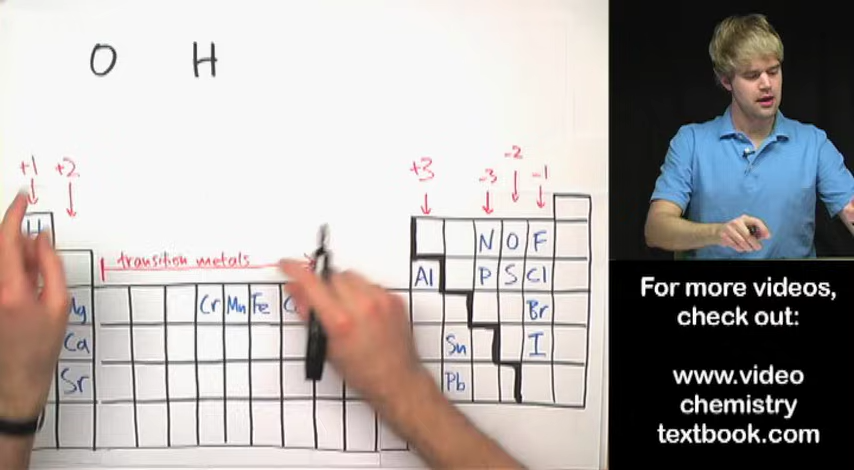 O H
+1 +2 +3 -3 -2 -1
H
transition metals
N O F
Al P S Cl
Mg Cr Mn Fe Br
Ca Sn I
Sr Pb
For more videos,
check out:
www.video
chemistry
textbook.com